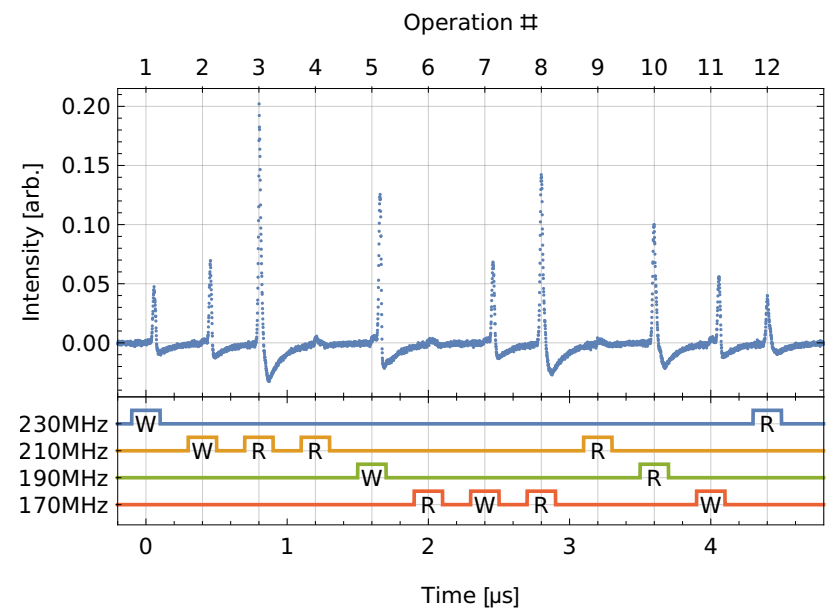 Operation #
1 2 3 4 5 6 7 8 9 10 11 12
Intensity [arb.]
0.20
0.15
0.10
0.05
0.00
230MHz W R
210MHz W R R R
190MHz W R
170MHz R W R W
0 1 2 3 4
Time [μs]